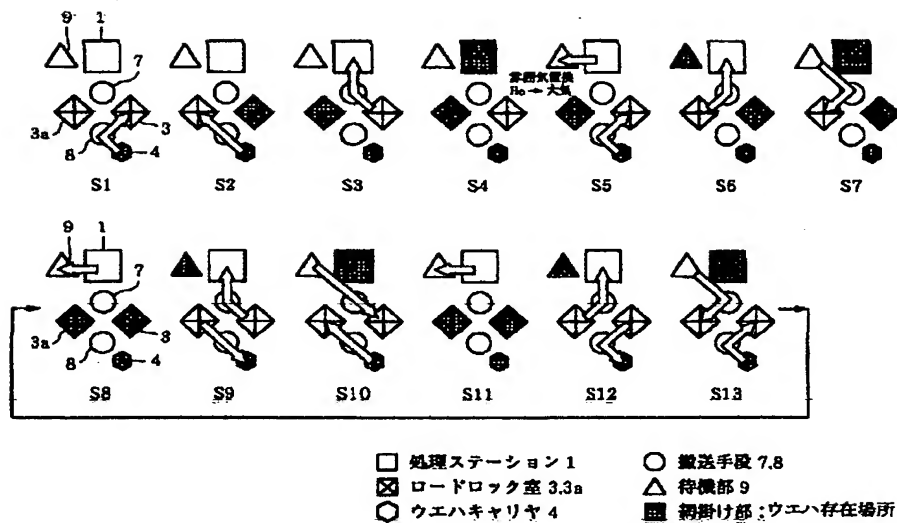 9 1
7
雰囲気置換
He → 大気
3a 3
8 4
S1 S2 S3 S4 S5 S6 S7
9 1
7
3a 3
8 4
S8 S9 S10 S11 S12 S13
処理ステーション 1
搬送手段 7,8
ロードロック室 3,3a
待機部 9
ウエハキャリヤ 4
網掛け部:ウエハ存在場所